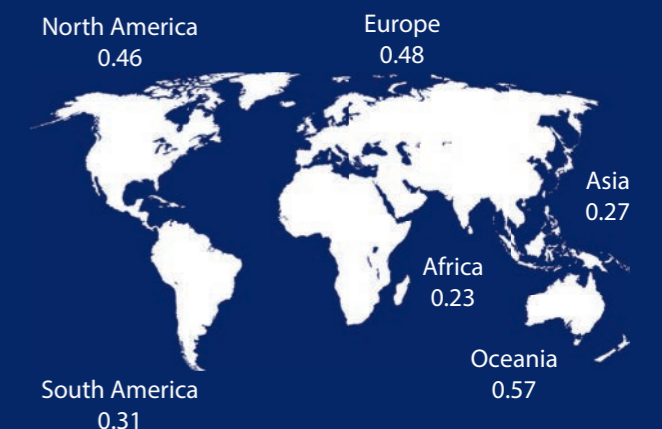 North America
0.46
Europe
0.48
Asia
0.27
Africa
0.23
Oceania
0.57
South America
0.31